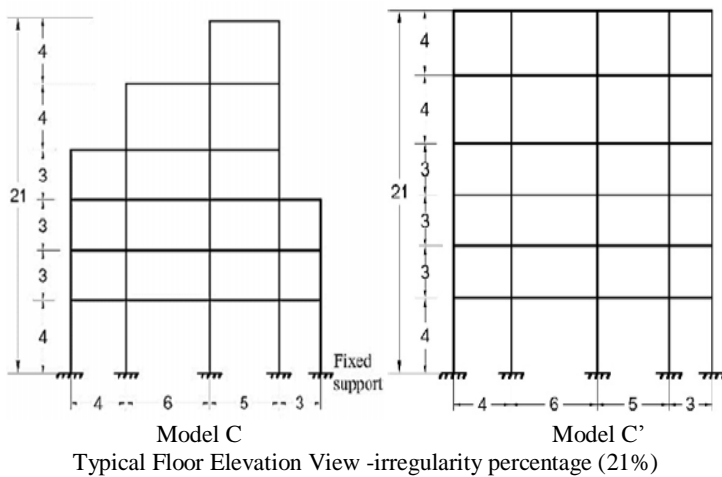 4
4
3
21
3
3
4
Fixed
support
4 6 5 3
4
4
3
21
3
3
4
4 6 5 3
Model C
Model C’
Typical Floor Elevation View -irregularity percentage (21%)